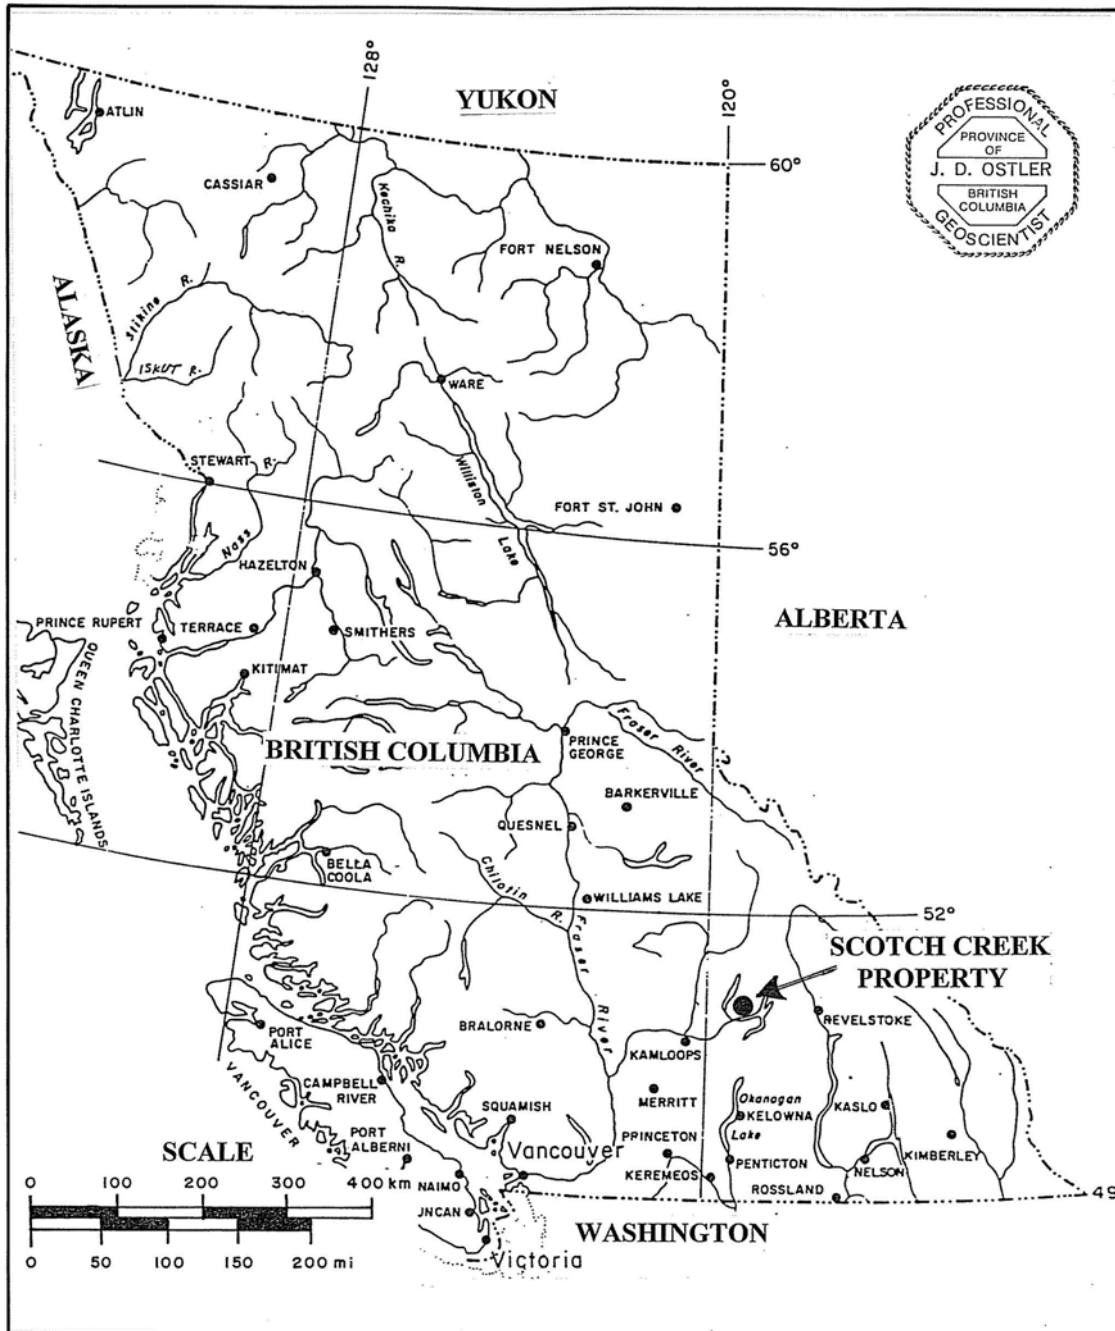 128°
YUKON
120°
ATLIN
60°
CASSIAR
Kechika R.
FORT NELSON
PROFESSIONAL
PROVINCE
OF
J. D. OSTLER
BRITISH
COLUMBIA
GEOSCIENTIST
ALASKA
Stikine R.
ISKUT R.
WARE
STEWART
R.
Nass
Williston
Lake
FORT ST. JOHN
56°
HAZELTON
PRINCE RUPERT
TERRACE
SMITHERS
ALBERTA
KITIMAT
QUEEN CHARLOTTE ISLANDS
BRITISH COLUMBIA
PRINCE
GEORGE
Fraser River
BARKERVILLE
QUESNEL
BELLA
COOLA
Chilotin
R.
WILLIAMS LAKE
52°
Fraser
River
SCOTCH CREEK
PROPERTY
PORT
ALICE
BRALORNE
KAMLOOPS
REVELSTOKE
VANCOUVER
CAMPBELL
RIVER
MERRITT
Okanagan
KELOWNA
Lake
KASLO
SQUAMISH
PORT
ALBERNI
Vancouver
PRINCETON
PENTICTON
KIMBERLEY
NELSON
NAIMO
KEREMEOS
ROSSLAND
49
JNCAN
WASHINGTON
Victoria
SCALE
0 100 200 300 400 km
0 50 100 150 200 mi